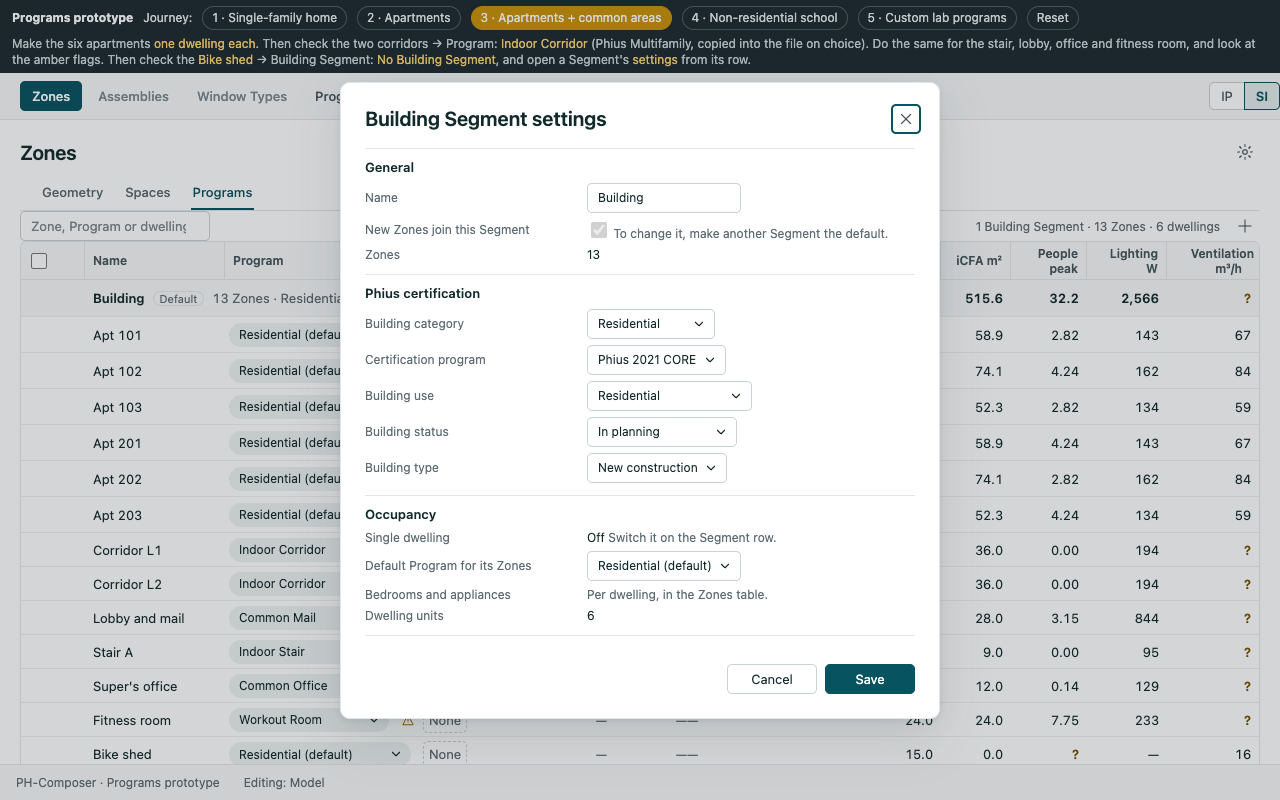 Programs prototype Journey: 1 · Single-family home 2 · Apartments 3 · Apartments + common areas 4 · Non-residential school 5 · Custom lab programs Reset
Make the six apartments one dwelling each. Then check the two corridors → Program: Indoor Corridor (Phius Multifamily, copied into the file on choice). Do the same for the stair, lobby, office and fitness room, and look at
the amber flags. Then check the Bike shed → Building Segment: No Building Segment, and open a Segment's settings from its row.
Zones Assemblies Window Types IP SI
Zones
Geometry Spaces Programs
Zone, Program or dwelling
1 Building Segment · 13 Zones · 6 dwellings
Name Program iCFA m² People peak Lighting W Ventilation m³/h
Building Default 13 Zones · 515.6 32.2 2,566 ?
Apt 101 Residential 58.9 2.82 143 67
Apt 102 Residential 74.1 4.24 162 84
Apt 103 Residential 52.3 2.82 134 59
Apt 201 Residential 58.9 4.24 143 67
Apt 202 Residential 74.1 2.82 162 84
Apt 203 Residential 52.3 4.24 134 59
Corridor L1 Indoor Corridor 36.0 0.00 194 ?
Corridor L2 Indoor Corridor 36.0 0.00 194 ?
Lobby and mail Common Mail 28.0 3.15 844 ?
Stair A Indoor Stair 9.0 0.00 95 ?
Super's office Common Office 12.0 0.14 129 ?
Fitness room Workout Room None — —— 24.0 24.0 7.75 233 ?
Bike shed Residential (default) None — —— 15.0 0.0 ? — 16
Building Segment settings
General
Name Building
New Zones join this Segment To change it, make another Segment the default.
Zones 13
Phius certification
Building category Residential
Certification program Phius 2021 CORE
Building use Residential
Building status In planning
Building type New construction
Occupancy
Single dwelling Off Switch it on the Segment row.
Default Program for its Zones Residential (default)
Bedrooms and appliances Per dwelling, in the Zones table.
Dwelling units 6
Cancel Save
PH-Composer · Programs prototype Editing: Model